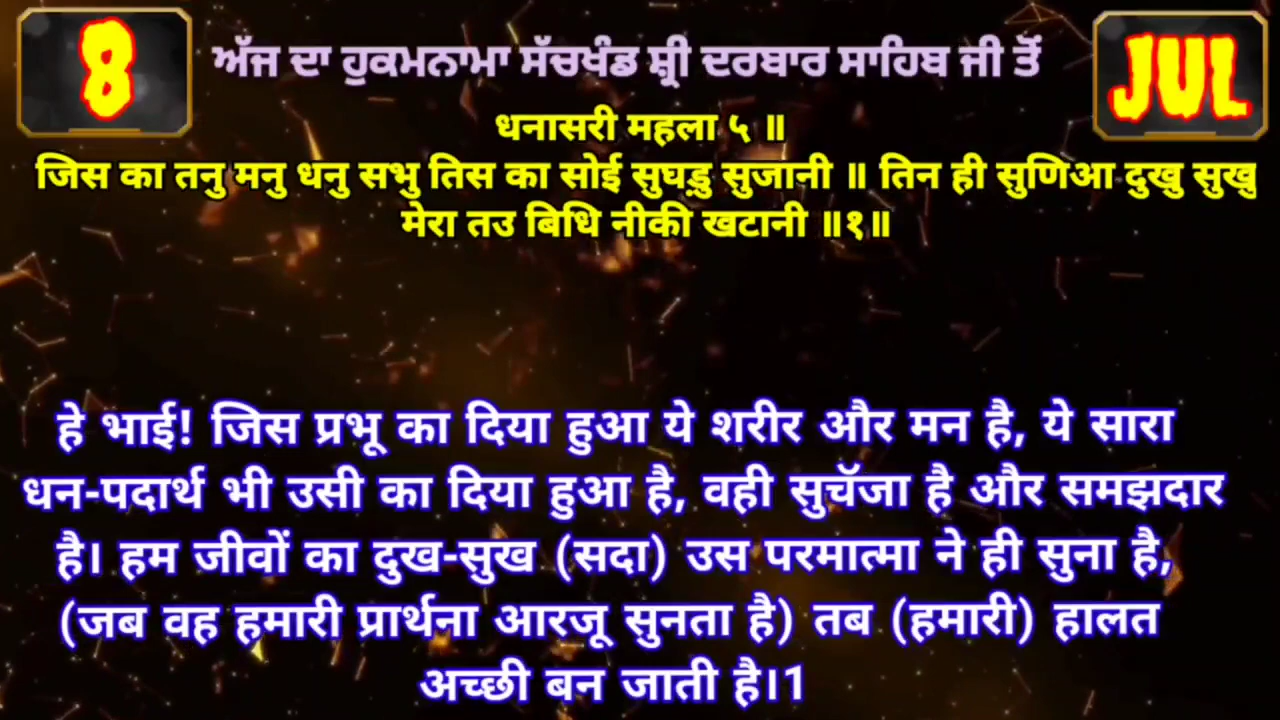 8
ਅੱਜ ਦਾ ਹੁਕਮਨਾਮਾ ਸੱਚਖੰਡ ਸ਼੍ਰੀ ਦਰਬਾਰ ਸਾਹਿਬ ਜੀ ਤੋਂ
JUL
धनासरी महला ५ ॥
जिस का तनु मनु धनु सभु तिस का सोई सुघड़ु सुजानी ॥ तिन ही सुणिआ दुखु सुखु
मेरा तउ बिधि नीकी खटानी ॥१॥
हे भाई! जिस प्रभू का दिया हुआ ये शरीर और मन है, ये सारा
धन-पदार्थ भी उसी का दिया हुआ है, वही सुचॅजा है और समझदार
है। हम जीवों का दुख-सुख (सदा) उस परमात्मा ने ही सुना है,
(जब वह हमारी प्रार्थना आरजू सुनता है) तब (हमारी) हालत
अच्छी बन जाती है।1